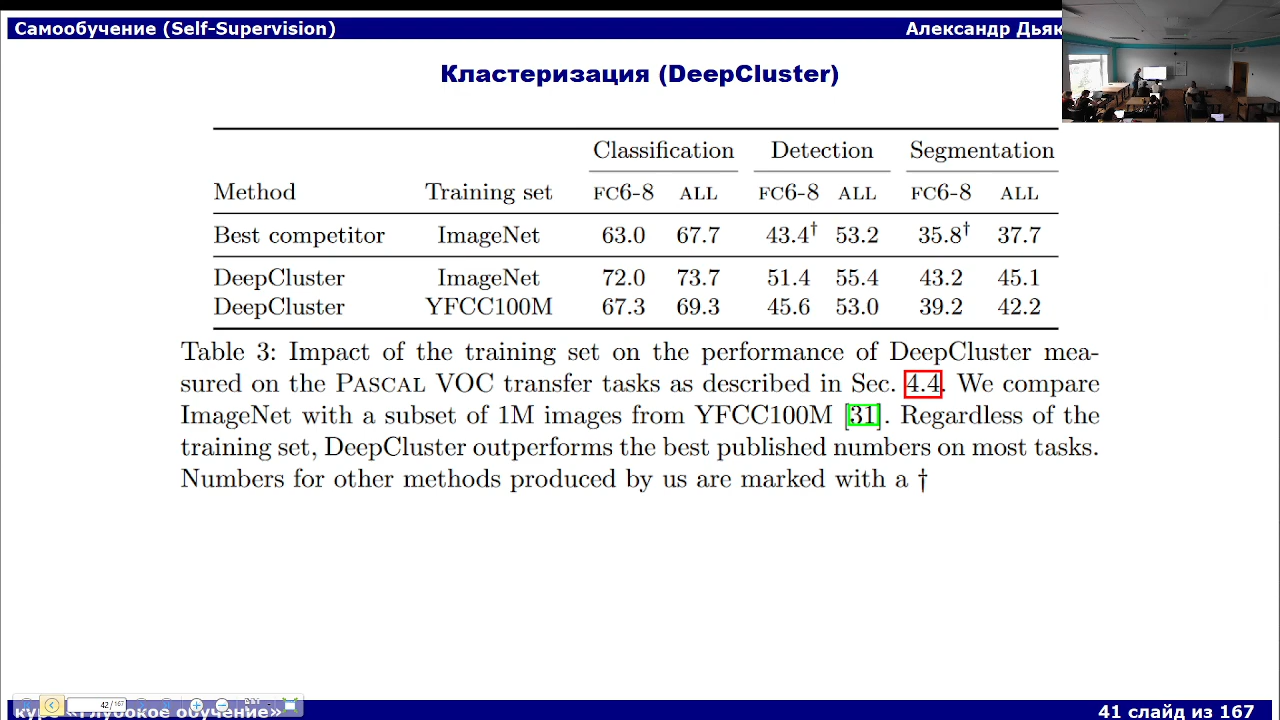 Самообучение (Self-Supervision) Александр Дьяк
Кластеризация (DeepCluster)
Classification Detection Segmentation
Method Training set FC6-8 ALL FC6-8 ALL FC6-8 ALL
Best competitor ImageNet 63.0 67.7 43.4† 53.2 35.8† 37.7
DeepCluster ImageNet 72.0 73.7 51.4 55.4 43.2 45.1
DeepCluster YFCC100M 67.3 69.3 45.6 53.0 39.2 42.2
Table 3: Impact of the training set on the performance of DeepCluster mea-
sured on the PASCAL VOC transfer tasks as described in Sec. 4.4. We compare
ImageNet with a subset of 1M images from YFCC100M [31]. Regardless of the
training set, DeepCluster outperforms the best published numbers on most tasks.
Numbers for other methods produced by us are marked with a †
42/167
курс «Глубокое обучение» 41 слайд из 167